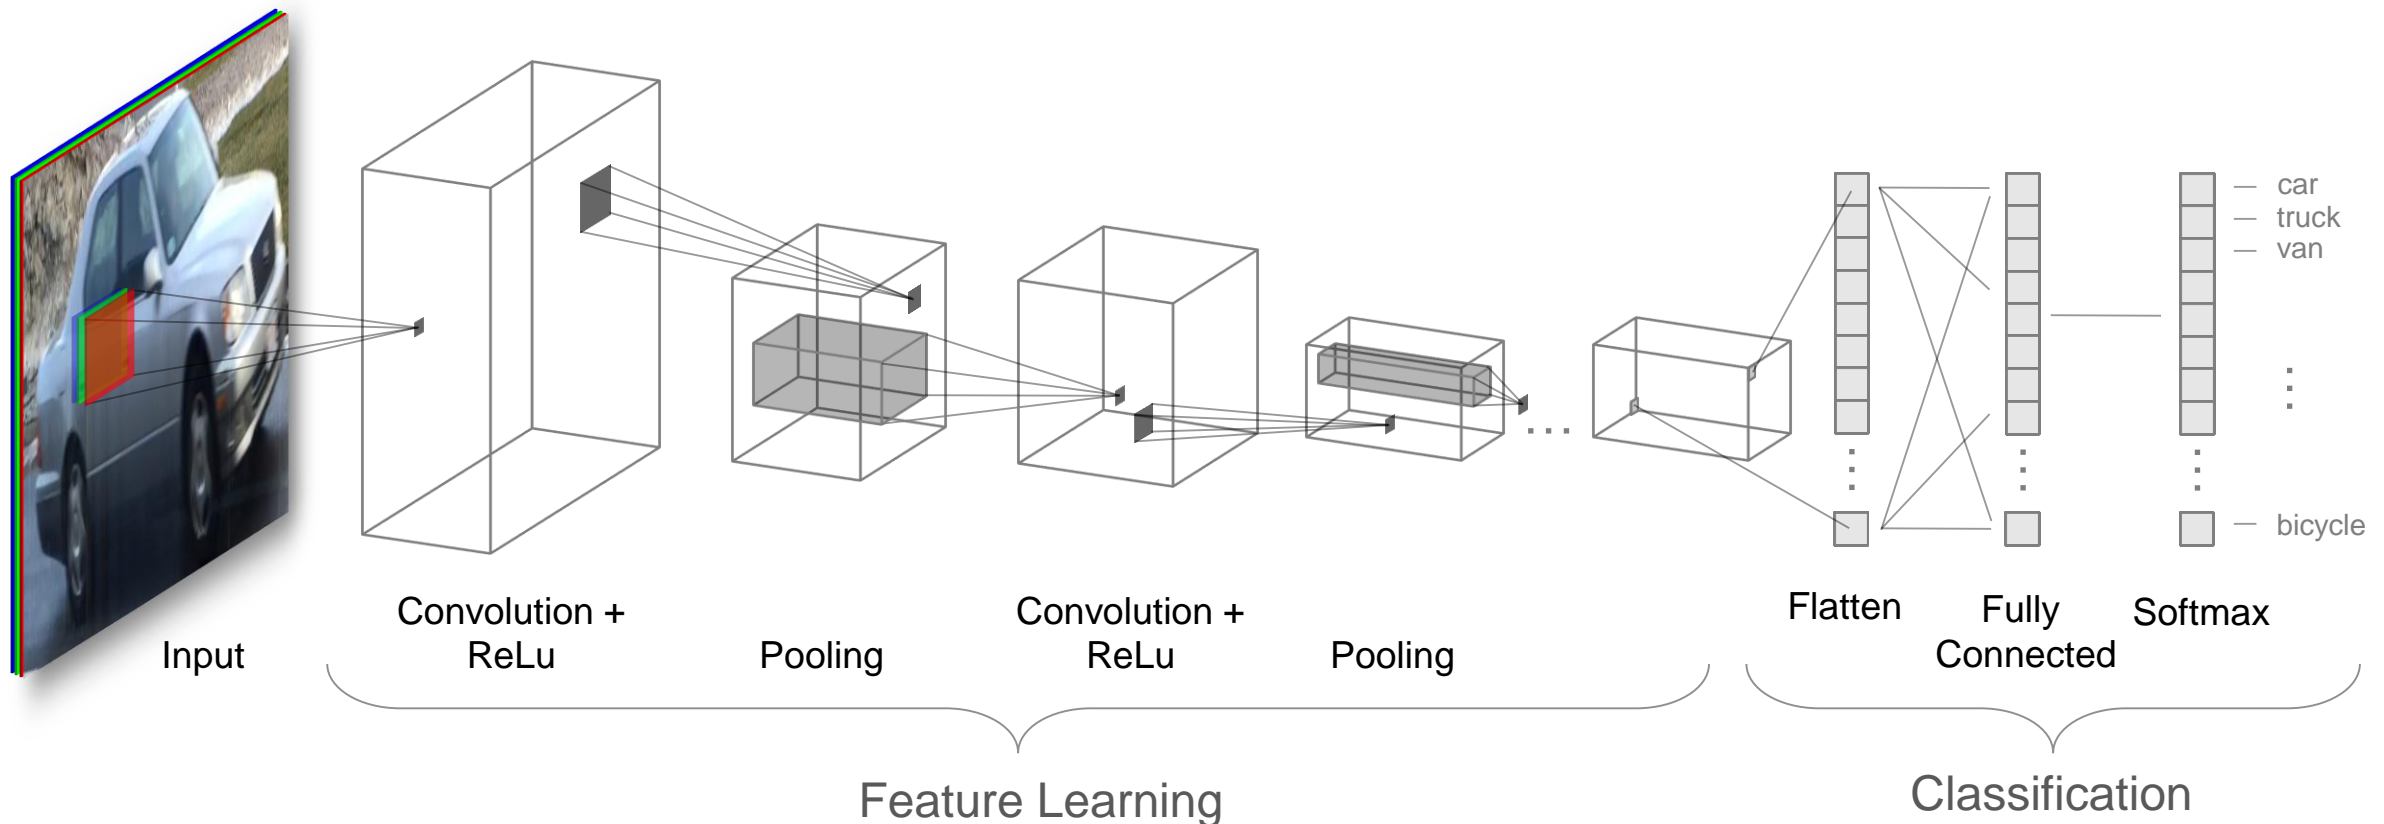 car
truck
van
bicycle
Input
Convolution +
ReLu
Pooling
Convolution +
ReLu
Pooling
Flatten
Fully
Connected
Softmax
Feature Learning
Classification